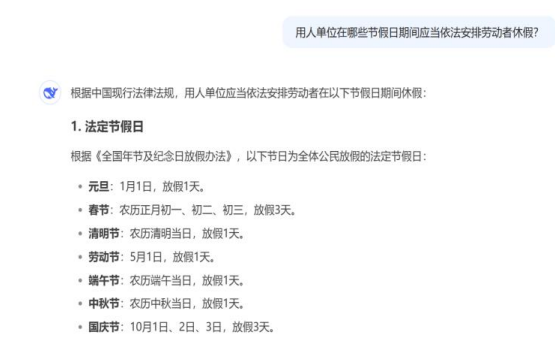 用人单位在哪些节假日期间应当依法安排劳动者休假?
根据中国现行法律法规，用人单位应当依法安排劳动者在以下节假日期间休假：
1. 法定节假日
根据《全国年节及纪念日放假办法》，以下节日为全体公民放假的法定节假日：
• 元旦：1月1日，放假1天。
• 春节：农历正月初一、初二、初三，放假3天。
• 清明节：农历清明当日，放假1天。
• 劳动节：5月1日，放假1天。
• 端午节：农历端午当日，放假1天。
• 中秋节：农历中秋当日，放假1天。
• 国庆节：10月1日、2日、3日，放假3天。